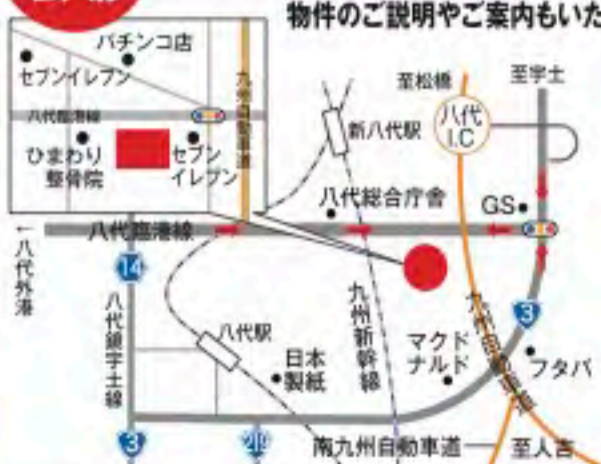 物件のご説明やご案内もいた
パチンコ店
セブンイレブン
九州自動車道
八代臨港線
ひまわり
整骨院
セブン
イレブン
至松橋
至宇土
八代
I.C
新八代駅
八代総合庁舎
GS
八代臨港線
←八代外港
14
八代鏡宇土線
八代駅
日本
製紙
九州新幹線
マクド
ナルド
九州自動車道
3
フタバ
3
219
南九州自動車道
至人吉